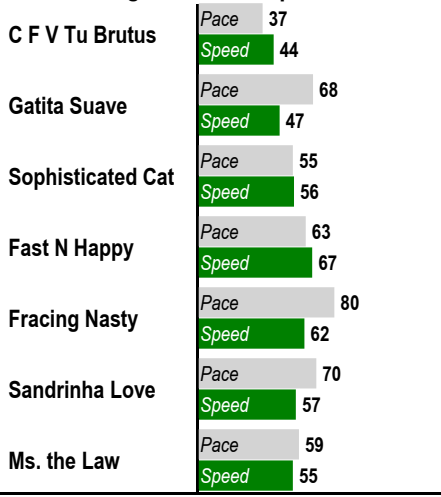 Pace 37
C F V Tu Brutus
Speed 44
Pace 68
Gatita Suave
Speed 47
Pace 55
Sophisticated Cat
Speed 56
Pace 63
Fast N Happy
Speed 67
Pace 80
Fracing Nasty
Speed 62
Pace 70
Sandrinha Love
Speed 57
Pace 59
Ms. the Law
Speed 55